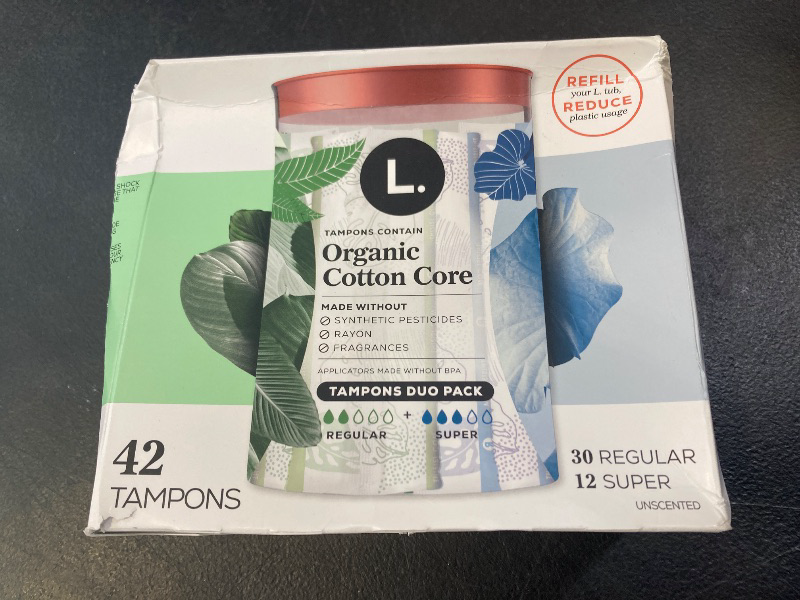 REFILL
your L. tub,
REDUCE
plastic usage
L.
SHOCK
TAMPONS CONTAIN
Organic
Cotton Core
MADE WITHOUT
SYNTHETIC PESTICIDES
RAYON
FRAGRANCES
APPLICATORS MADE WITHOUT BPA
TAMPONS DUO PACK
+
REGULAR SUPER
42
TAMPONS
30 REGULAR
12 SUPER
UNSCENTED